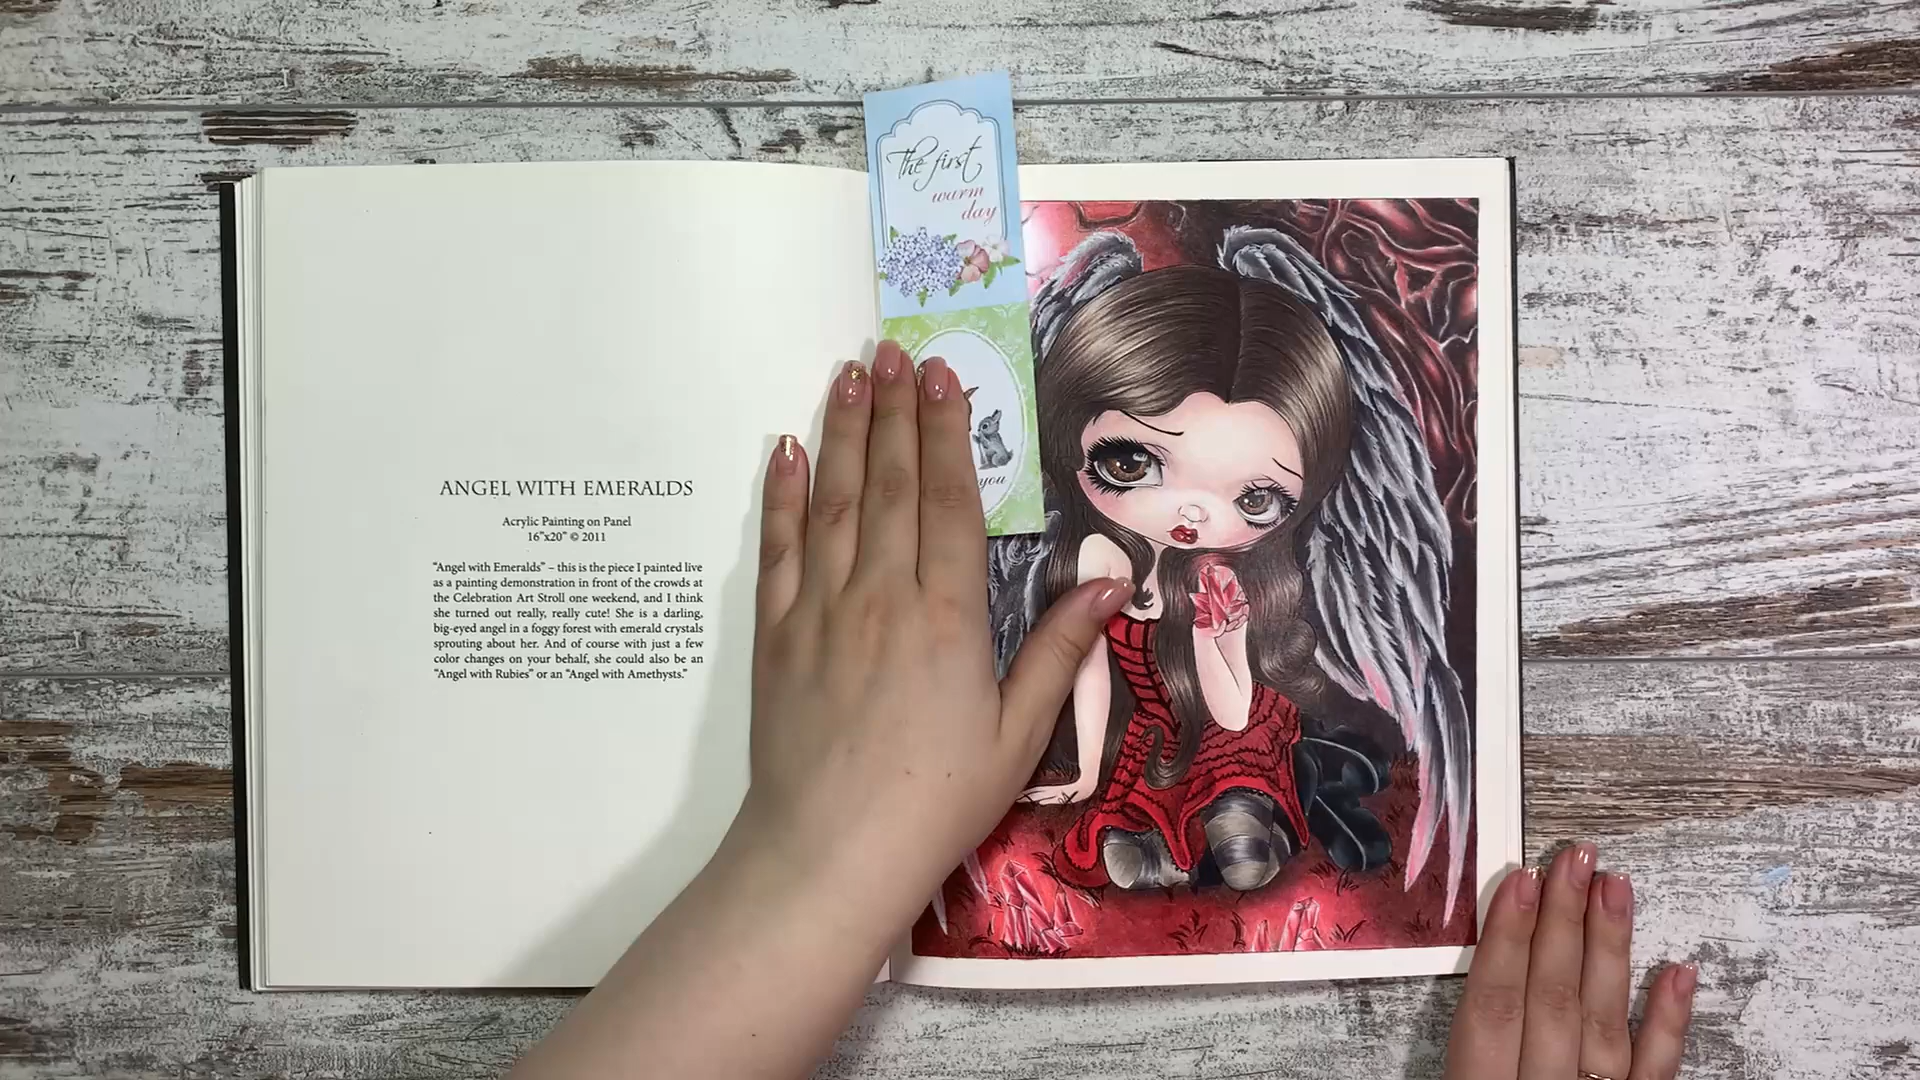 The first
warm
day
you
ANGEL WITH EMERALDS
Acrylic Painting on Panel
16"x20" © 2011
“Angel with Emeralds” – this is the piece I painted live
as a painting demonstration in front of the crowds at
the Celebration Art Stroll one weekend, and I think
she turned out really, really cute! She is a darling,
big-eyed angel in a foggy forest with emerald crystals
sprouting about her. And of course with just a few
color changes on your behalf, she could also be an
“Angel with Rubies” or an “Angel with Amethysts.”